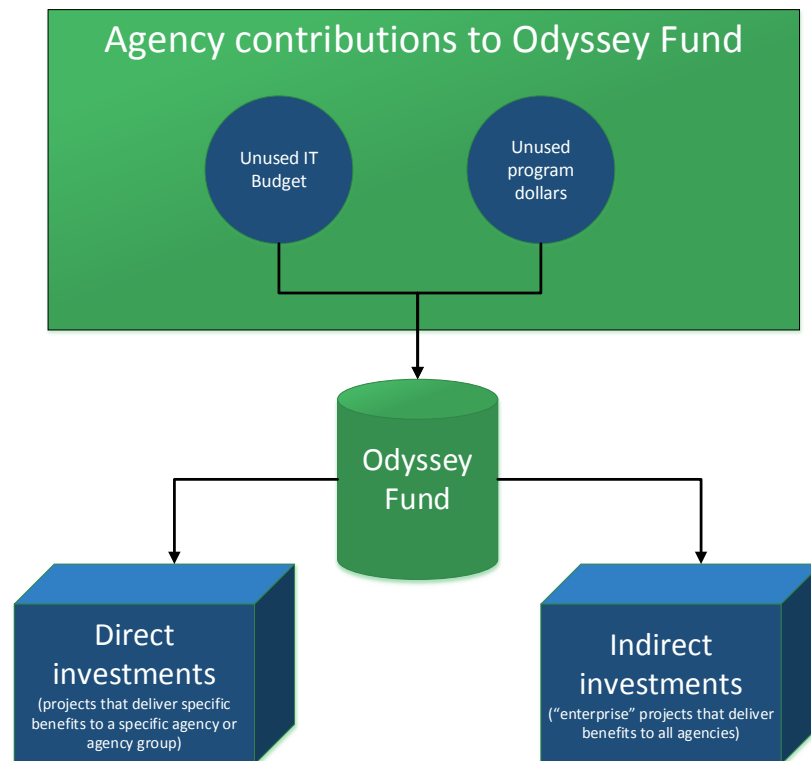 Agency contributions to Odyssey Fund
Unused IT
Budget
Unused
program
dollars
Odyssey
Fund
Direct
investments
(projects that deliver specific
benefits to a specific agency or
agency group)
Indirect
investments
(“enterprise” projects that deliver
benefits to all agencies)